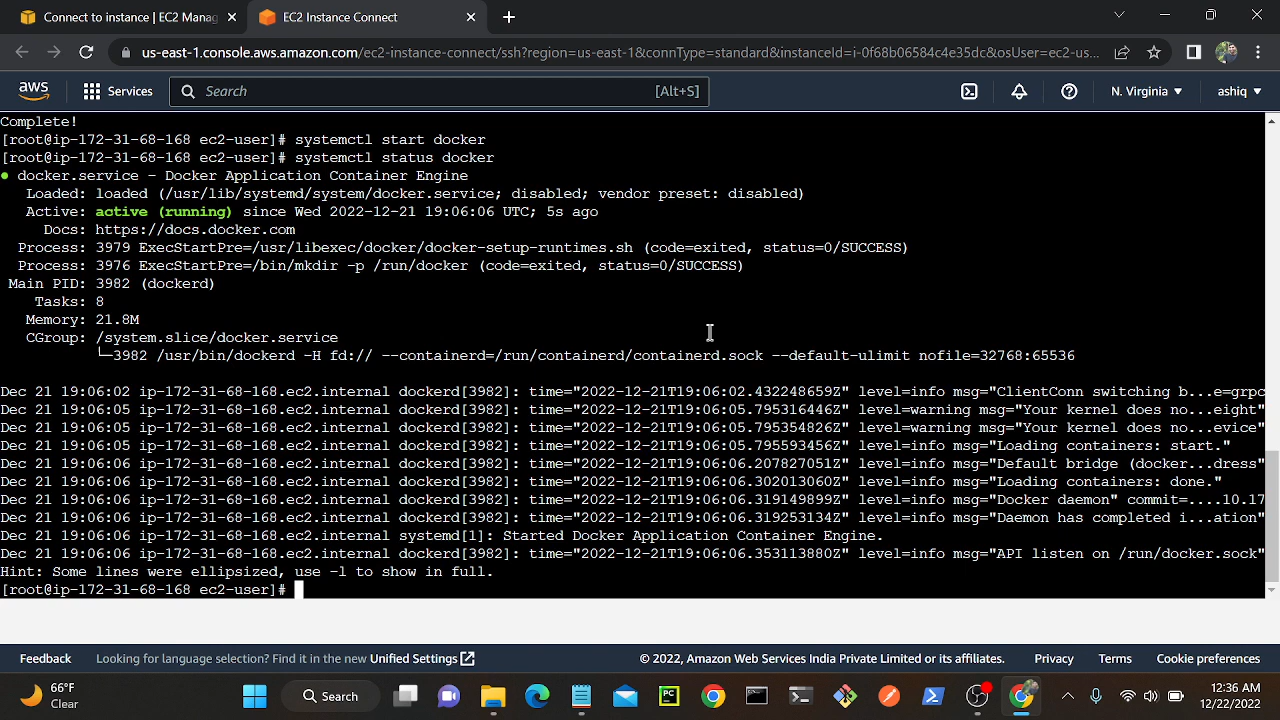 Connect to instance | EC2 Manag
EC2 Instance Connect
us-east-1.console.aws.amazon.com/ec2-instance-connect/ssh?region=us-east-1&connType=standard&instanceId=i-0f68b06584c4e35dc&osUser=ec2-us...
aws
Services
Search
[Alt+S]
N. Virginia
ashiq
Complete!
[root@ip-172-31-68-168 ec2-user]# systemctl start docker
[root@ip-172-31-68-168 ec2-user]# systemctl status docker
● docker.service - Docker Application Container Engine
Loaded: loaded (/usr/lib/systemd/system/docker.service; disabled; vendor preset: disabled)
Active: active (running) since Wed 2022-12-21 19:06:06 UTC; 5s ago
Docs: https://docs.docker.com
Process: 3979 ExecStartPre=/usr/libexec/docker/docker-setup-runtimes.sh (code=exited, status=0/SUCCESS)
Process: 3976 ExecStartPre=/bin/mkdir -p /run/docker (code=exited, status=0/SUCCESS)
Main PID: 3982 (dockerd)
Tasks: 8
Memory: 21.8M
CGroup: /system.slice/docker.service
└─3982 /usr/bin/dockerd -H fd:// --containerd=/run/containerd/containerd.sock --default-ulimit nofile=32768:65536
Dec 21 19:06:02 ip-172-31-68-168.ec2.internal dockerd[3982]: time="2022-12-21T19:06:02.432248659Z" level=info msg="ClientConn switching b...e=grpc
Dec 21 19:06:05 ip-172-31-68-168.ec2.internal dockerd[3982]: time="2022-12-21T19:06:05.795316446Z" level=warning msg="Your kernel does no...eight"
Dec 21 19:06:05 ip-172-31-68-168.ec2.internal dockerd[3982]: time="2022-12-21T19:06:05.795354826Z" level=warning msg="Your kernel does no...evice"
Dec 21 19:06:05 ip-172-31-68-168.ec2.internal dockerd[3982]: time="2022-12-21T19:06:05.795593456Z" level=info msg="Loading containers: start."
Dec 21 19:06:06 ip-172-31-68-168.ec2.internal dockerd[3982]: time="2022-12-21T19:06:06.207827051Z" level=info msg="Default bridge (docker...dress"
Dec 21 19:06:06 ip-172-31-68-168.ec2.internal dockerd[3982]: time="2022-12-21T19:06:06.302013060Z" level=info msg="Loading containers: done."
Dec 21 19:06:06 ip-172-31-68-168.ec2.internal dockerd[3982]: time="2022-12-21T19:06:06.319149899Z" level=info msg="Docker daemon" commit=....10.17
Dec 21 19:06:06 ip-172-31-68-168.ec2.internal dockerd[3982]: time="2022-12-21T19:06:06.319253134Z" level=info msg="Daemon has completed i...ation"
Dec 21 19:06:06 ip-172-31-68-168.ec2.internal systemd[1]: Started Docker Application Container Engine.
Dec 21 19:06:06 ip-172-31-68-168.ec2.internal dockerd[3982]: time="2022-12-21T19:06:06.353113880Z" level=info msg="API listen on /run/docker.sock"
Hint: Some lines were ellipsized, use -l to show in full.
[root@ip-172-31-68-168 ec2-user]#
Feedback
Looking for language selection? Find it in the new Unified Settings
© 2022, Amazon Web Services India Private Limited or its affiliates.
Privacy
Terms
Cookie preferences
66°F
Clear
Search
PC
12:36 AM
12/22/2022